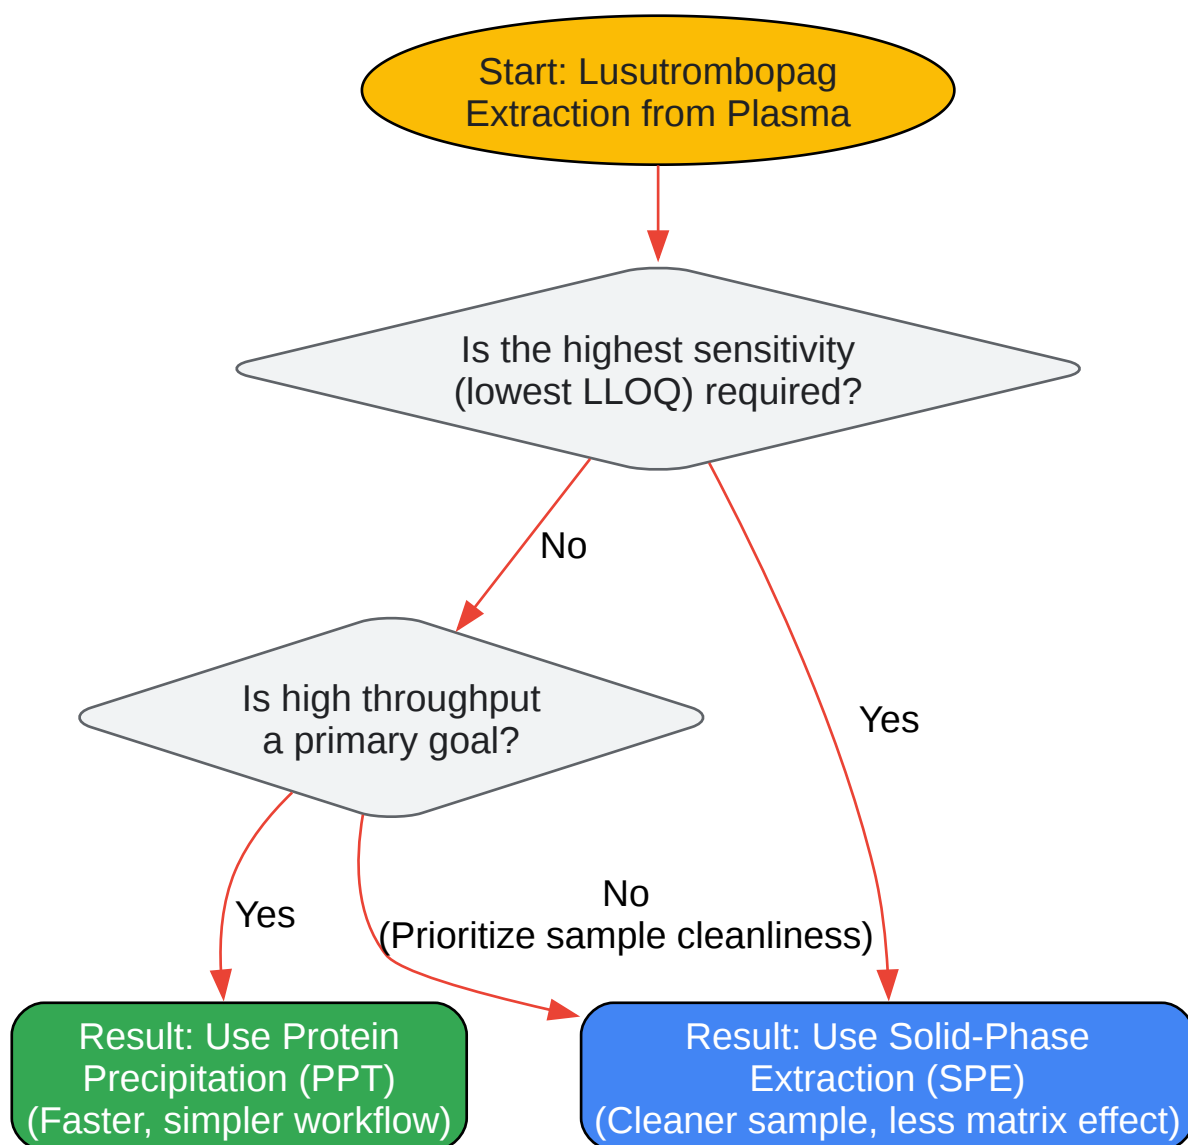 Start: Lusutrombopag
Extraction from Plasma
Is the highest sensitivity
(lowest LLOQ) required?
No
Is high throughput
a primary goal?
Yes
Yes
No
(Prioritize sample cleanliness)
Result: Use Protein
Precipitation (PPT)
(Faster, simpler workflow)
Result: Use Solid-Phase
Extraction (SPE)
(Cleaner sample, less matrix effect)